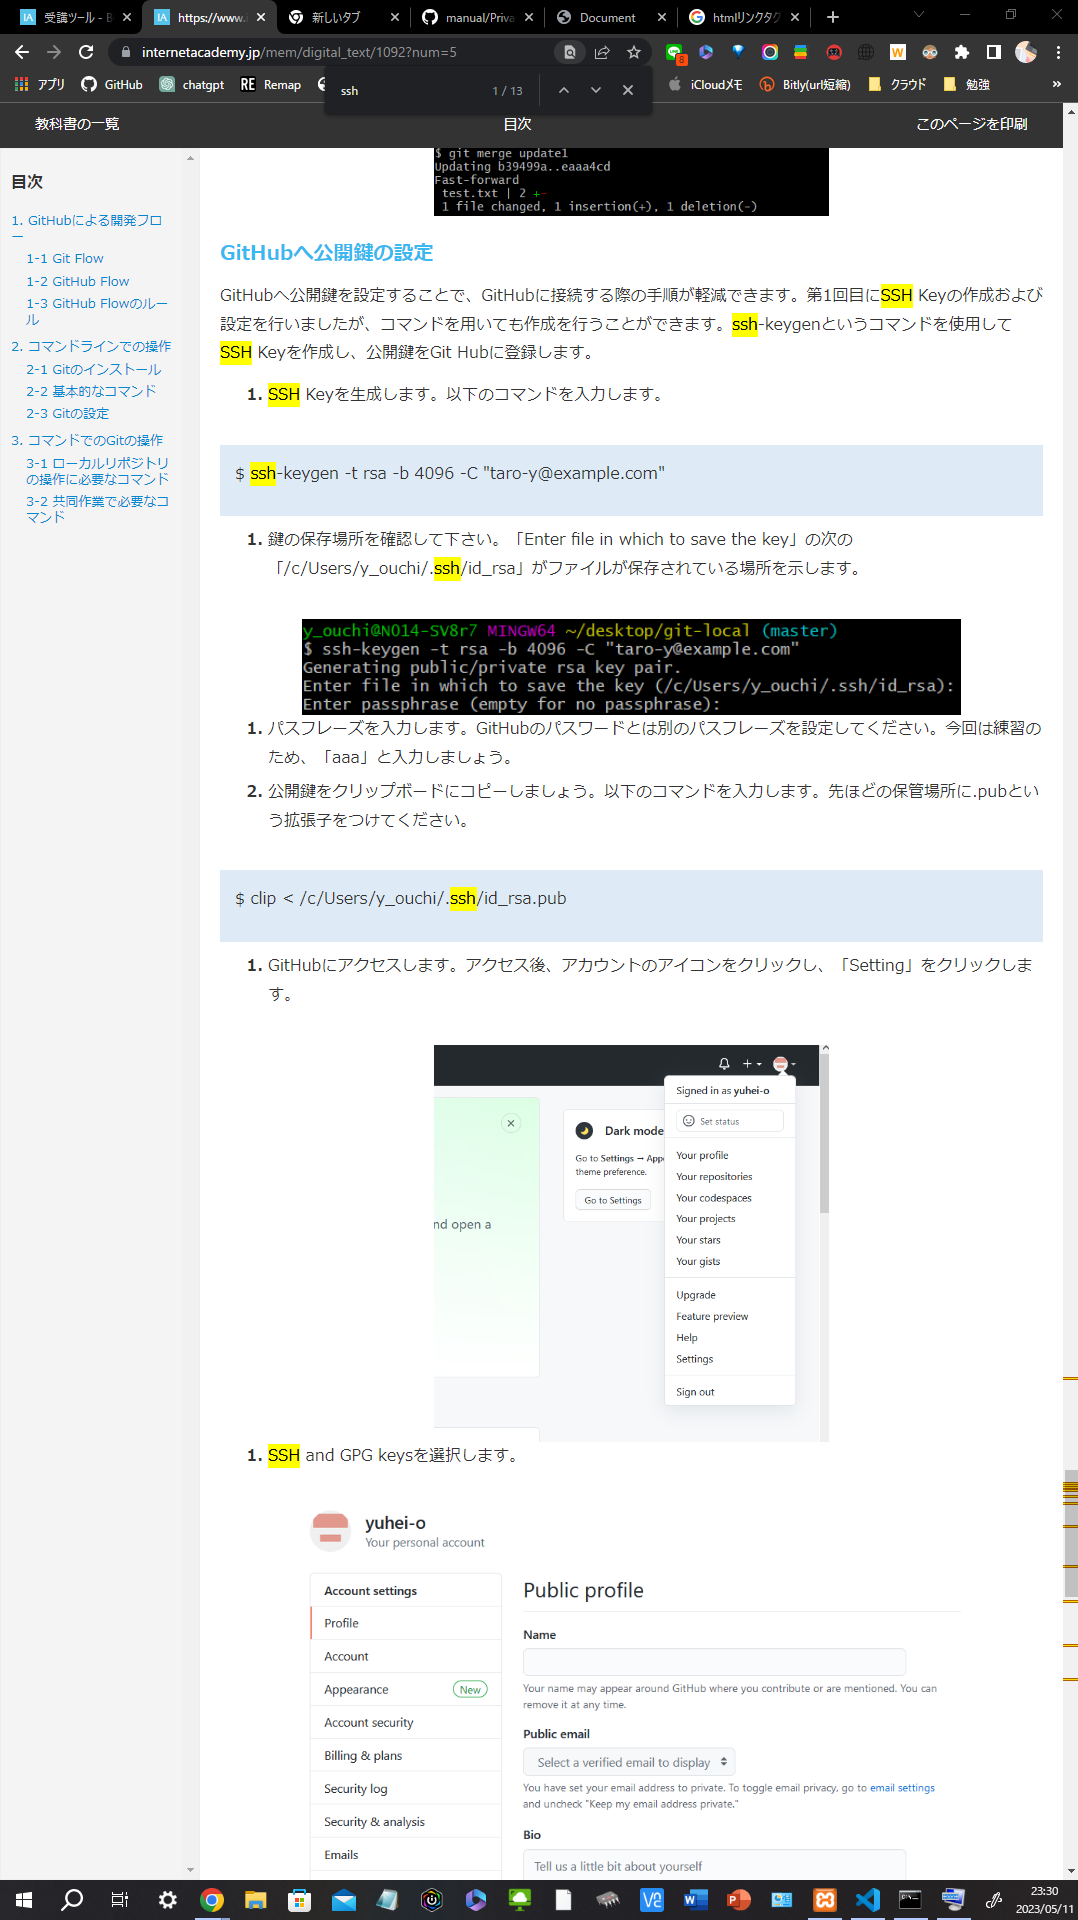 受講ツール - B
https://www.i
新しいタブ
manual/Priva
Document
htmlリンクタグ
internetacademy.jp/mem/digital_text/1092?num=5
8
アプリ
GitHub
chatgpt
RE Remap
ssh
1 / 13
iCloudメモ
Bitly(url短縮)
クラウド
勉強
»
教科書の一覧
目次
このページを印刷
目次
1. GitHubによる開発フロ
ー
1-1 Git Flow
1-2 GitHub Flow
1-3 GitHub Flowのルー
ル
2. コマンドラインでの操作
2-1 Gitのインストール
2-2 基本的なコマンド
2-3 Gitの設定
3. コマンドでのGitの操作
3-1 ローカルリポジトリ
の操作に必要なコマンド
3-2 共同作業で必要なコ
マンド
$ git merge update1
Updating b39499a..eaaa4cd
Fast-forward
test.txt | 2 +-
1 file changed, 1 insertion(+), 1 deletion(-)
GitHubへ公開鍵の設定
GitHubへ公開鍵を設定することで、GitHubに接続する際の手順が軽減できます。第1回目にSSH Keyの作成および
設定を行いましたが、コマンドを用いても作成を行うことができます。ssh-keygenというコマンドを使用して
SSH Keyを作成し、公開鍵をGit Hubに登録します。
1. SSH Keyを生成します。以下のコマンドを入力します。
$ ssh-keygen -t rsa -b 4096 -C "taro-y@example.com"
1. 鍵の保存場所を確認して下さい。「Enter file in which to save the key」の次の
「/c/Users/y_ouchi/.ssh/id_rsa」がファイルが保存されている場所を示します。
y_ouchi@NO14-SV8r7 MINGW64 ~/desktop/git-local (master)
$ ssh-keygen -t rsa -b 4096 -C "taro-y@example.com"
Generating public/private rsa key pair.
Enter file in which to save the key (/c/Users/y_ouchi/.ssh/id_rsa):
Enter passphrase (empty for no passphrase):
1. パスフレーズを入力します。GitHubのパスワードとは別のパスフレーズを設定してください。今回は練習の
ため、「aaa」と入力しましょう。
2. 公開鍵をクリップボードにコピーしましょう。以下のコマンドを入力します。先ほどの保管場所に.pubとい
う拡張子をつけてください。
$ clip < /c/Users/y_ouchi/.ssh/id_rsa.pub
1. GitHubにアクセスします。アクセス後、アカウントのアイコンをクリックし、「Setting」をクリックしま
す。
Signed in as yuhei-o
Set status
Dark mode
Go to Settings → Appe
theme preference.
Go to Settings
nd open a
Your profile
Your repositories
Your codespaces
Your projects
Your stars
Your gists
Upgrade
Feature preview
Help
Settings
Sign out
1. SSH and GPG keysを選択します。
yuhei-o
Your personal account
Account settings
Profile
Account
Appearance New
Account security
Billing & plans
Security log
Security & analysis
Emails
Public profile
Name
Your name may appear around GitHub where you contribute or are mentioned. You can
remove it at any time.
Public email
Select a verified email to display
You have set your email address to private. To toggle email privacy, go to email settings
and uncheck "Keep my email address private."
Bio
Tell us a little bit about yourself
23:30
2023/05/11